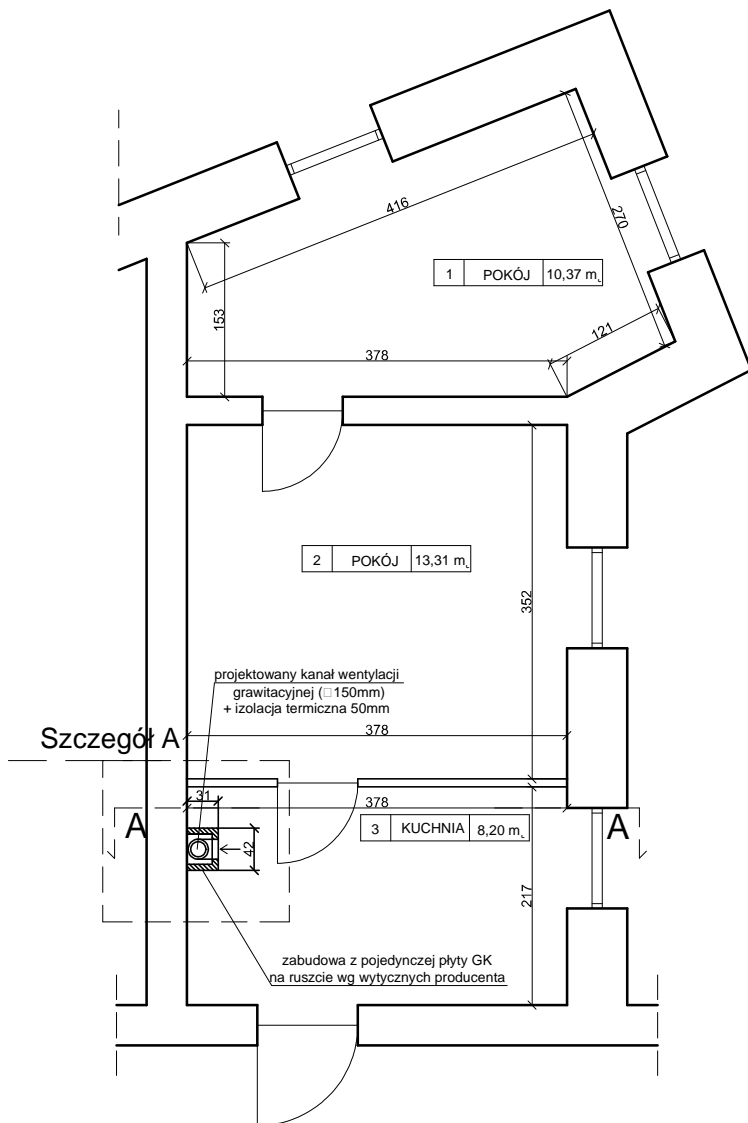 416
270
1 POKÓJ 10,37 m
153
121
378
2 POKÓJ 13,31 m
352
projektowany kanał wentylacji
grawitacyjnej (□150mm)
+ izolacja termiczna 50mm
Szczegół A
378
31
378
A
3 KUCHNIA 8,20 m
A
42
217
zabudowa z pojedynczej płyty GK
na ruszcie wg wytycznych producenta